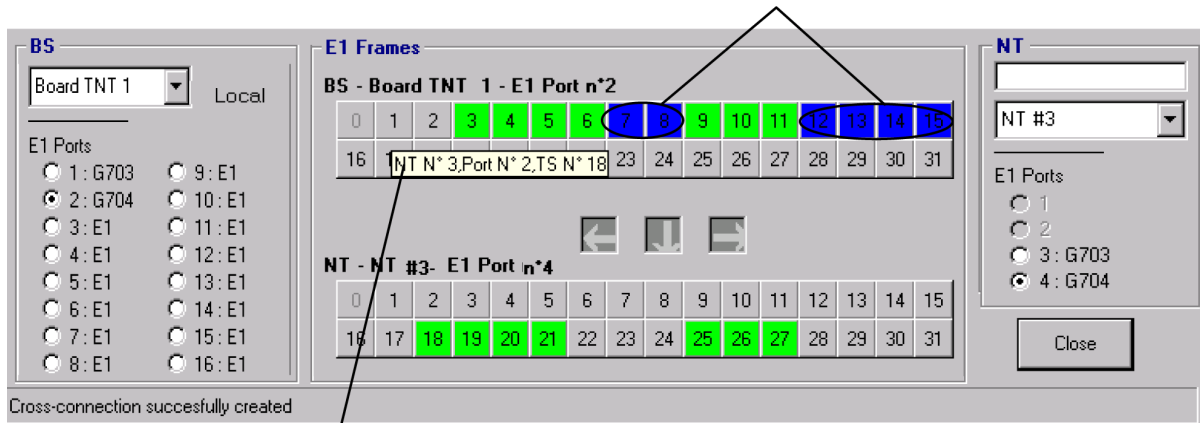 BS
Board TNT 1
Local
E1 Ports
1 : G703
9 : E1
2 : G704
10 : E1
3 : E1
11 : E1
4 : E1
12 : E1
5 : E1
13 : E1
6 : E1
14 : E1
7 : E1
15 : E1
8 : E1
16 : E1
E1 Frames
BS - Board TNT 1 - E1 Port n°2
0 1 2 3 4 5 6 7 8 9 10 11 12 13 14 15
16 NT N° 3,Port N° 2,TS N° 18 23 24 25 26 27 28 29 30 31
NT - NT #3- E1 Port n°4
0 1 2 3 4 5 6 7 8 9 10 11 12 13 14 15
16 17 18 19 20 21 22 23 24 25 26 27 28 29 30 31
NT
NT #3
E1 Ports
1
2
3 : G703
4 : G704
Close
Cross-connection succesfully created